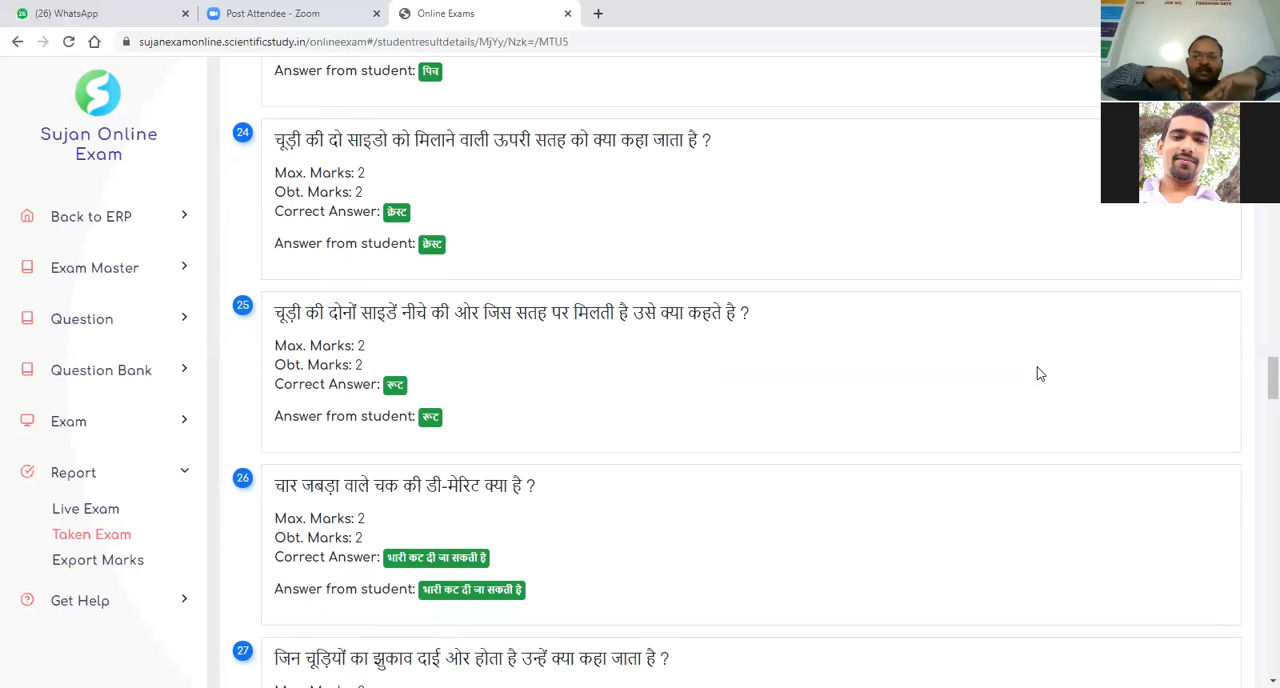 (26) WhatsApp
Post Attendee - Zoom
Online Exams
sujanexamonline.scientificstudy.in/onlineexam#/studentresultdetails/MjYy/Nzk=/MTU5
Sujan Online
Exam
Back to ERP
Exam Master
Question
Question Bank
Exam
Report
Live Exam
Taken Exam
Export Marks
Get Help
Answer from student: पिच
24
चूड़ी की दो साइडो को मिलाने वाली ऊपरी सतह को क्या कहा जाता है ?
Max. Marks: 2
Obt. Marks: 2
Correct Answer: क्रेस्ट
Answer from student: क्रेस्ट
25
चूड़ी की दोनों साइडें नीचे की ओर जिस सतह पर मिलती है उसे क्या कहते है ?
Max. Marks: 2
Obt. Marks: 2
Correct Answer: रूट
Answer from student: रूट
26
चार जबड़ा वाले चक की डी-मेरिट क्या है ?
Max. Marks: 2
Obt. Marks: 2
Correct Answer: भारी कट दी जा सकती है
Answer from student: भारी कट दी जा सकती है
27
जिन चूड़ियों का झुकाव दाई ओर होता है उन्हें क्या कहा जाता है ?